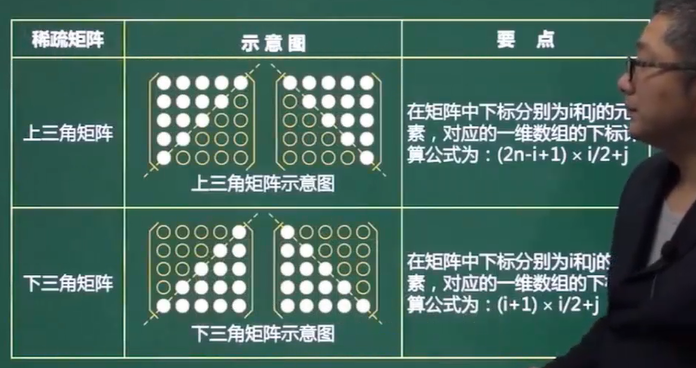 稀疏矩阵
示意图
要 点
上三角矩阵
上三角矩阵示意图
在矩阵中下标分别为i和j的元
素，对应的一维数组的下标
算公式为：(2n-i+1) × i/2+j
下三角矩阵
下三角矩阵示意图
在矩阵中下标分别为i和j的
素，对应的一维数组的下
算公式为：(i+1) × i/2+j